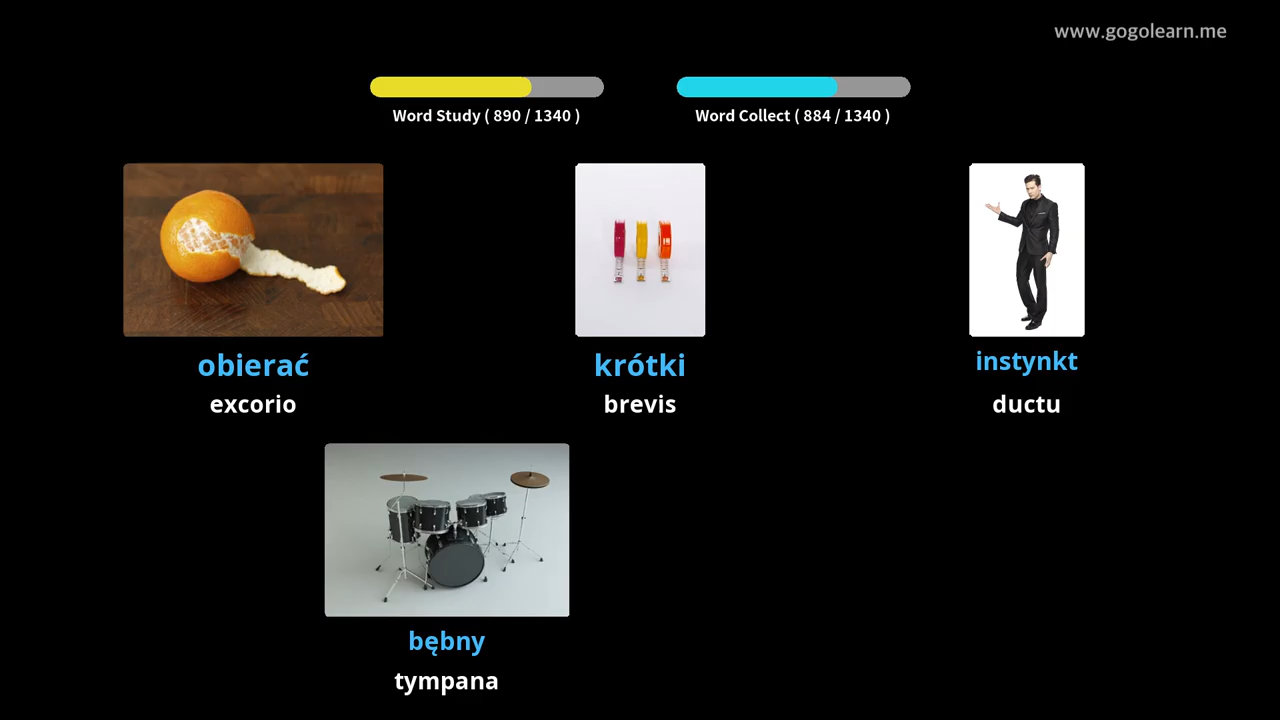 www.gogolearn.me
Word Study ( 890 / 1340 )
Word Collect ( 884 / 1340 )
obierać
krótki
instynkt
excorio
brevis
ductu
bębny
tympana